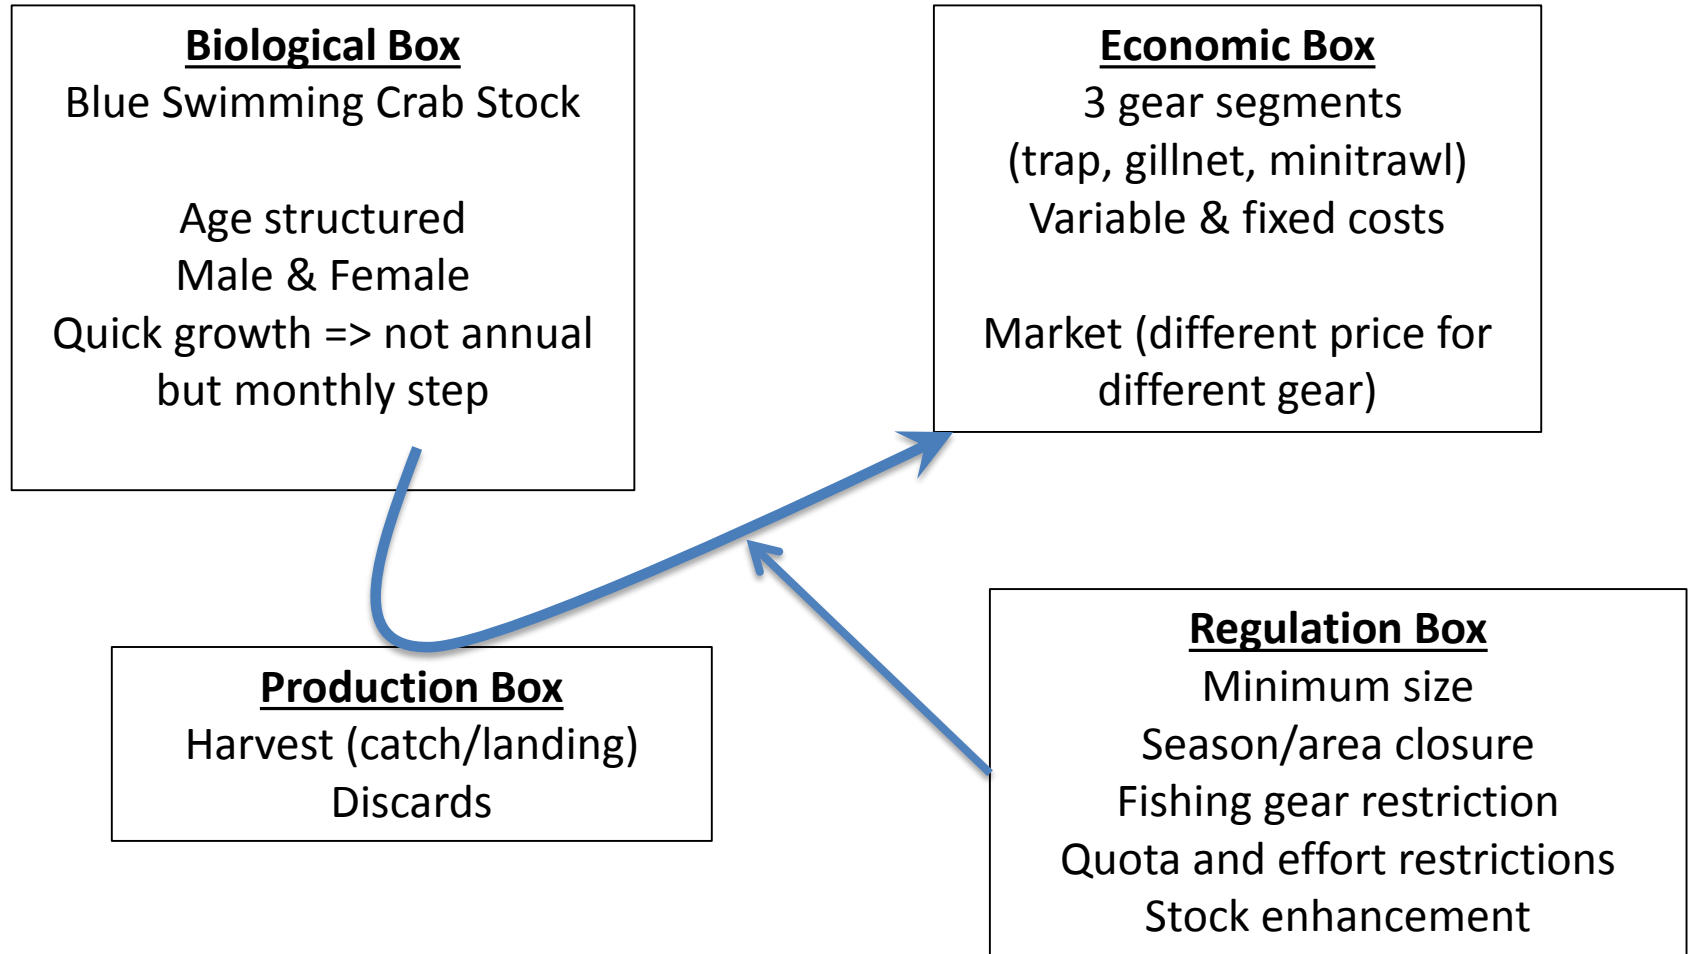 Biological Box
Blue Swimming Crab Stock
Age structured
Male & Female
Quick growth => not annual
but monthly step
Economic Box
3 gear segments
(trap, gillnet, minitrawl)
Variable & fixed costs
Market (different price for
different gear)
Production Box
Harvest (catch/landing)
Discards
Regulation Box
Minimum size
Season/area closure
Fishing gear restriction
Quota and effort restrictions
Stock enhancement